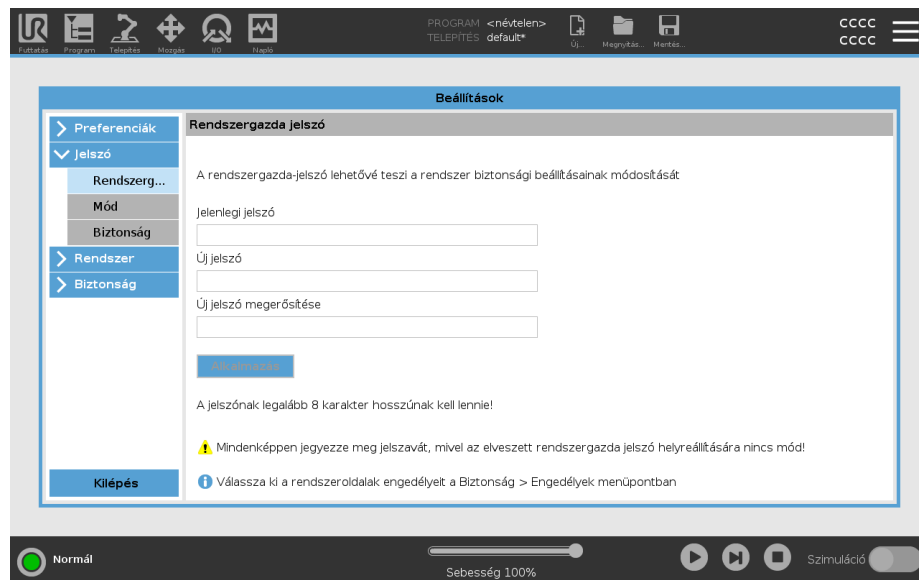 UR
PROGRAM <névtelen>
TELEPÍTÉS default*
CCCC
CCCC
Futtatás Program Telepítés Mozgás I/O Napló Új... Megnyitás... Mentés...
Beállítások
Preferenciák
Jelszó
Rendszerg...
Mód
Biztonság
Rendszer
Biztonság
Kilépés
Rendszergazda jelszó
A rendszergazda-jelszó lehetővé teszi a rendszer biztonsági beállításainak módosítását
Jelenlegi jelszó
Új jelszó
Új jelszó megerősítése
Alkalmazás
A jelszónak legalább 8 karakter hosszúnak kell lennie!
Mindenképpen jegyezze meg jelszavát, mivel az elveszett rendszergazda jelszó helyreállítására nincs mód!
Válassza ki a rendszeroldalak engedélyeit a Biztonság > Engedélyek menüpontban
Normál
Sebesség 100%
Szimuláció